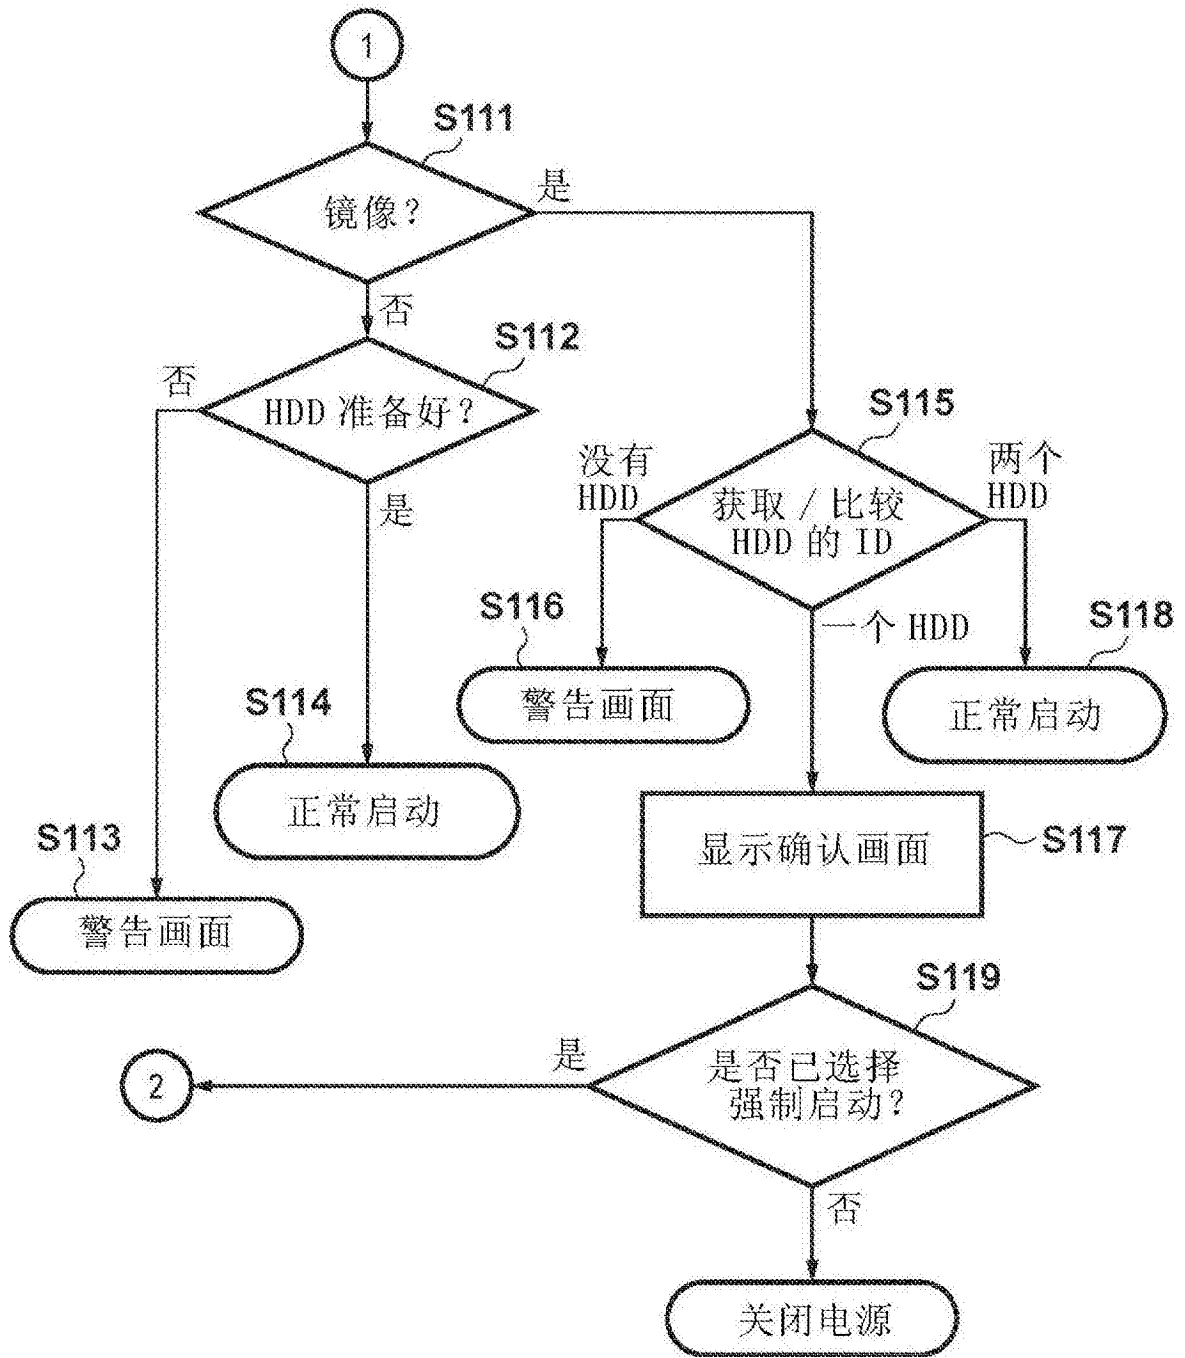 1
S111
镜像？
是
否
S112
否
HDD 准备好？
是
S115
没有
HDD
两个
HDD
获取 / 比较
HDD 的 ID
一个 HDD
S116
警告画面
S118
正常启动
S114
正常启动
S113
警告画面
显示确认画面
S117
S119
是否已选择
强制启动？
是
2
否
关闭电源